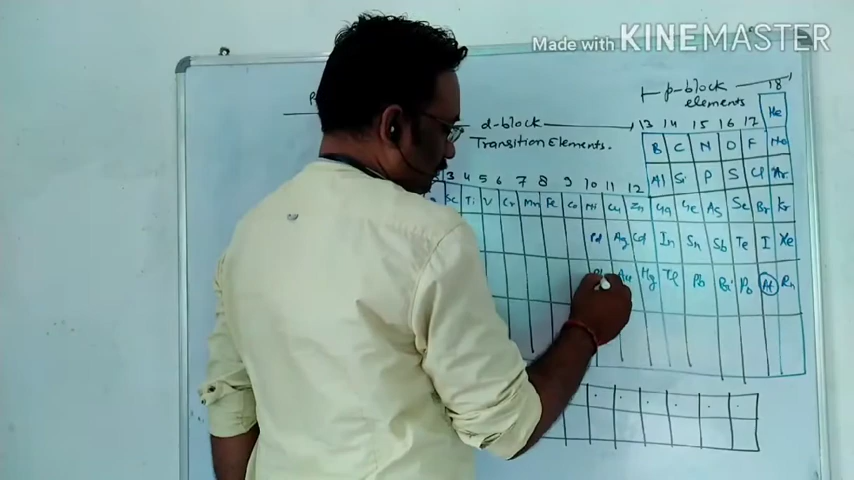 Made with KINEMASTER
p-block elements
18
d-block
Transition Elements.
13 14 15 16 17
He
B C N O F Ne
Al Si P S Cl Ar
3 4 5 6 7 8 9 10 11 12
Sc Ti V Cr Mn Fe Co Ni Cu Zn Ga Ge As Se Br Kr
Pd Ag Cd In Sn Sb Te I Xe
Au Hg Tl Pb Bi Po At Rn